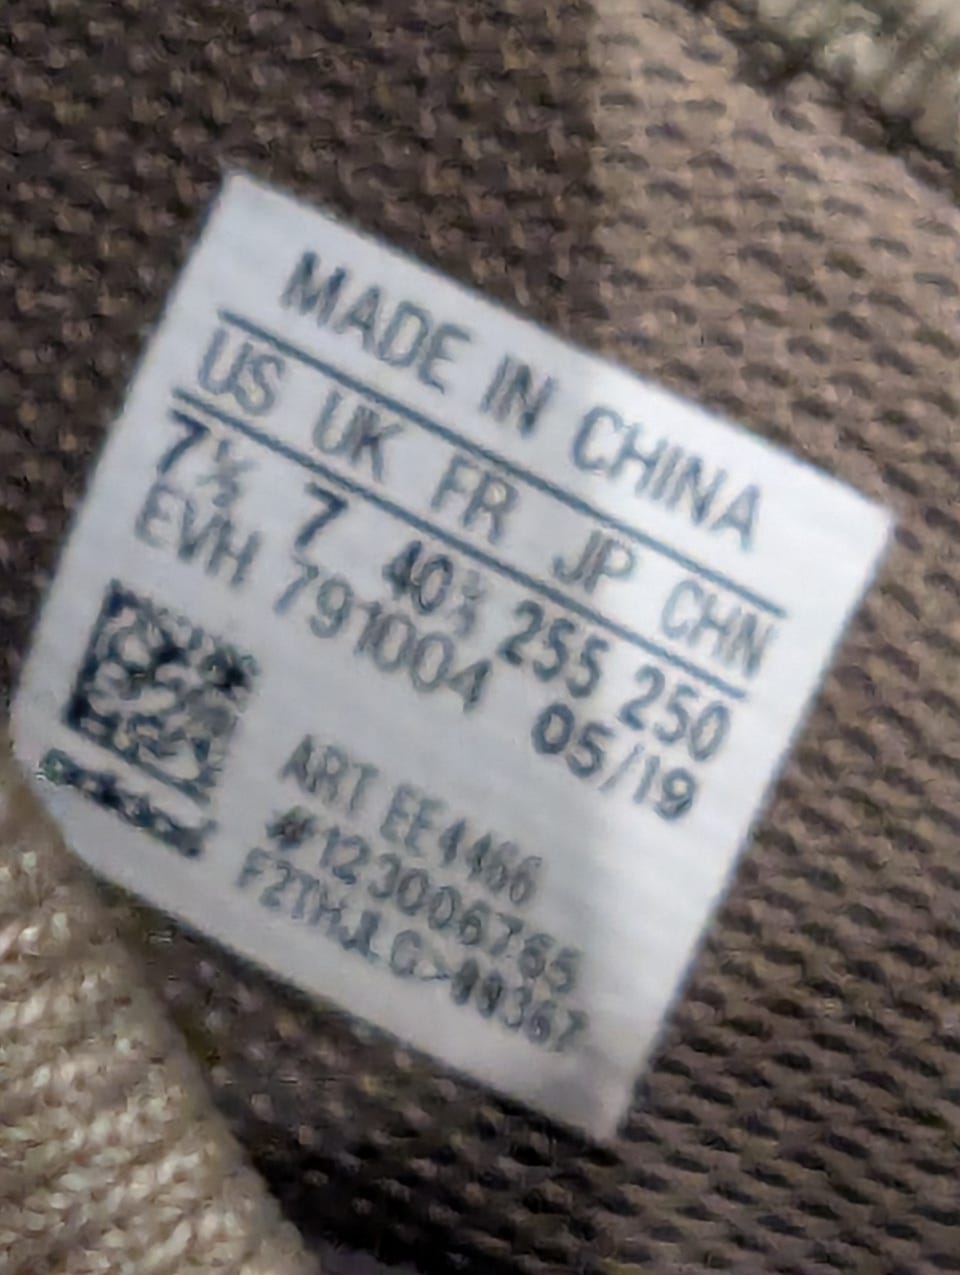 MADE IN CHINA
US UK FR JP CHN
7½ 7 40⅔ 255 250
EVH 791004 05/19
ART EE4466
#123006765